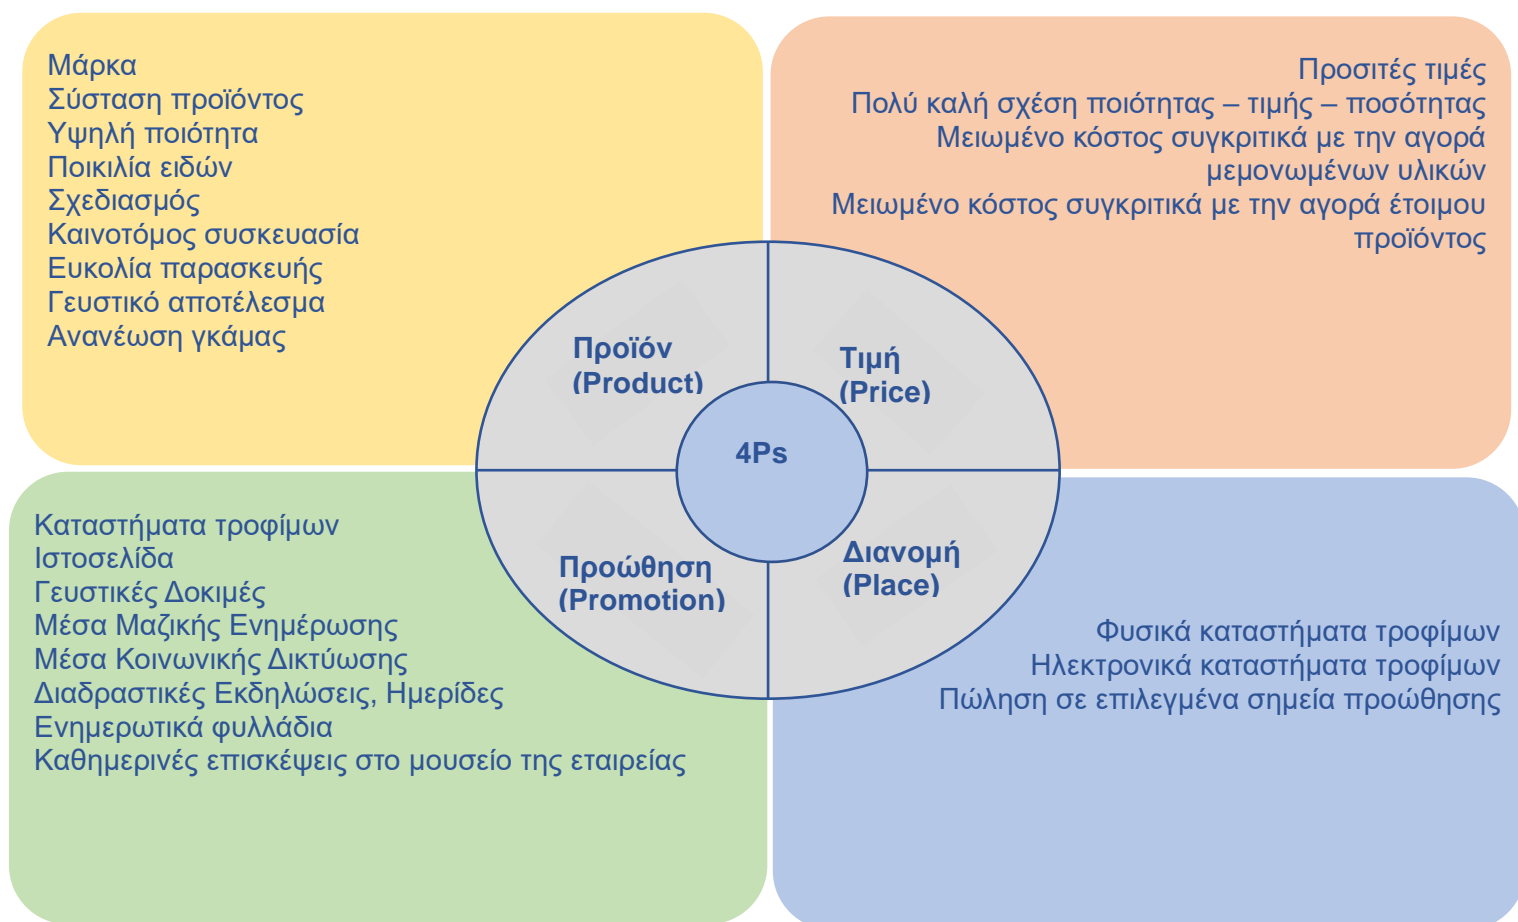 Μάρκα
Σύσταση προϊόντος
Υψηλή ποιότητα
Ποικιλία ειδών
Σχεδιασμός
Καινοτόμος συσκευασία
Ευκολία παρασκευής
Γευστικό αποτέλεσμα
Ανανέωση γκάμας
Προσιτές τιμές
Πολύ καλή σχέση ποιότητας – τιμής – ποσότητας
Μειωμένο κόστος συγκριτικά με την αγορά
μεμονωμένων υλικών
Μειωμένο κόστος συγκριτικά με την αγορά έτοιμου
προϊόντος
Προϊόν
(Product)
Τιμή
(Price)
4Ps
Προώθηση
(Promotion)
Διανομή
(Place)
Καταστήματα τροφίμων
Ιστοσελίδα
Γευστικές Δοκιμές
Μέσα Μαζικής Ενημέρωσης
Μέσα Κοινωνικής Δικτύωσης
Διαδραστικές Εκδηλώσεις, Ημερίδες
Ενημερωτικά φυλλάδια
Καθημερινές επισκέψεις στο μουσείο της εταιρείας
Φυσικά καταστήματα τροφίμων
Ηλεκτρονικά καταστήματα τροφίμων
Πώληση σε επιλεγμένα σημεία προώθησης